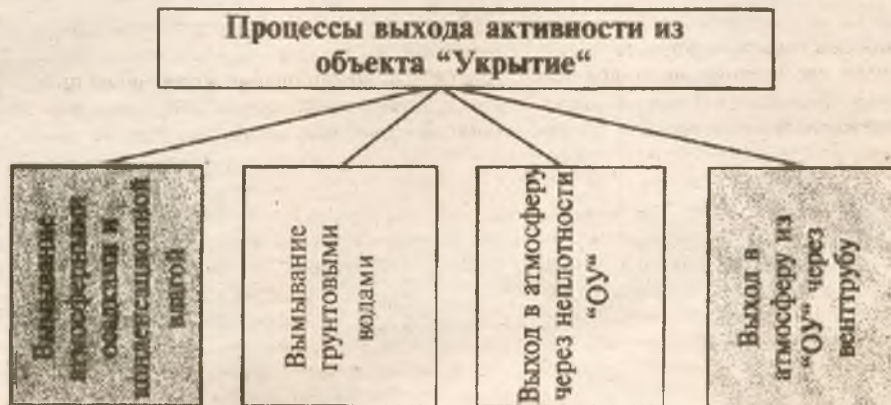 Процессы выхода активности из
объекта “Укрытие“
Вымывание
атмосферными
осадками и
конденсационной
влагой
Вымывание
грунтовыми
водами
Выход в атмосферу
через неплотности
“ОУ“
Выход в
атмосферу из
“ОУ“ через
венттрубу